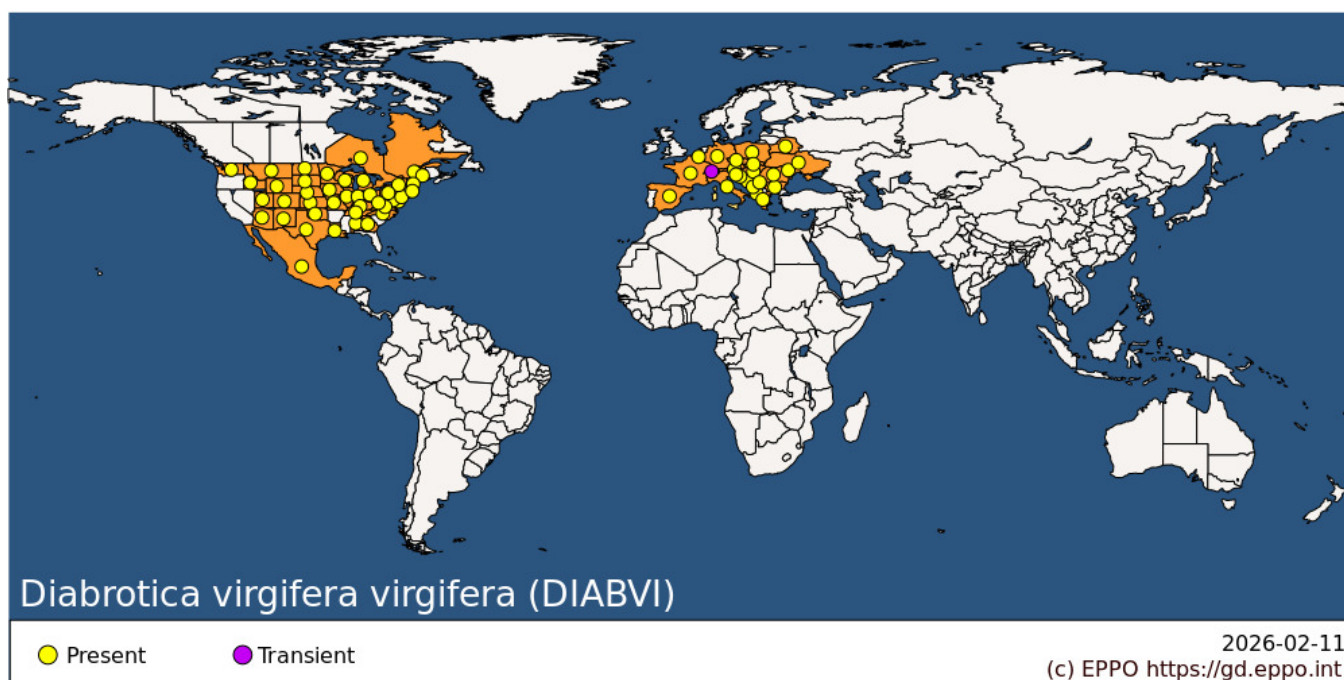 Diabrotica virgifera virgifera (DIABVI)
Present
Transient
2026-02-11
(c) EPPO https://gd.eppo.int